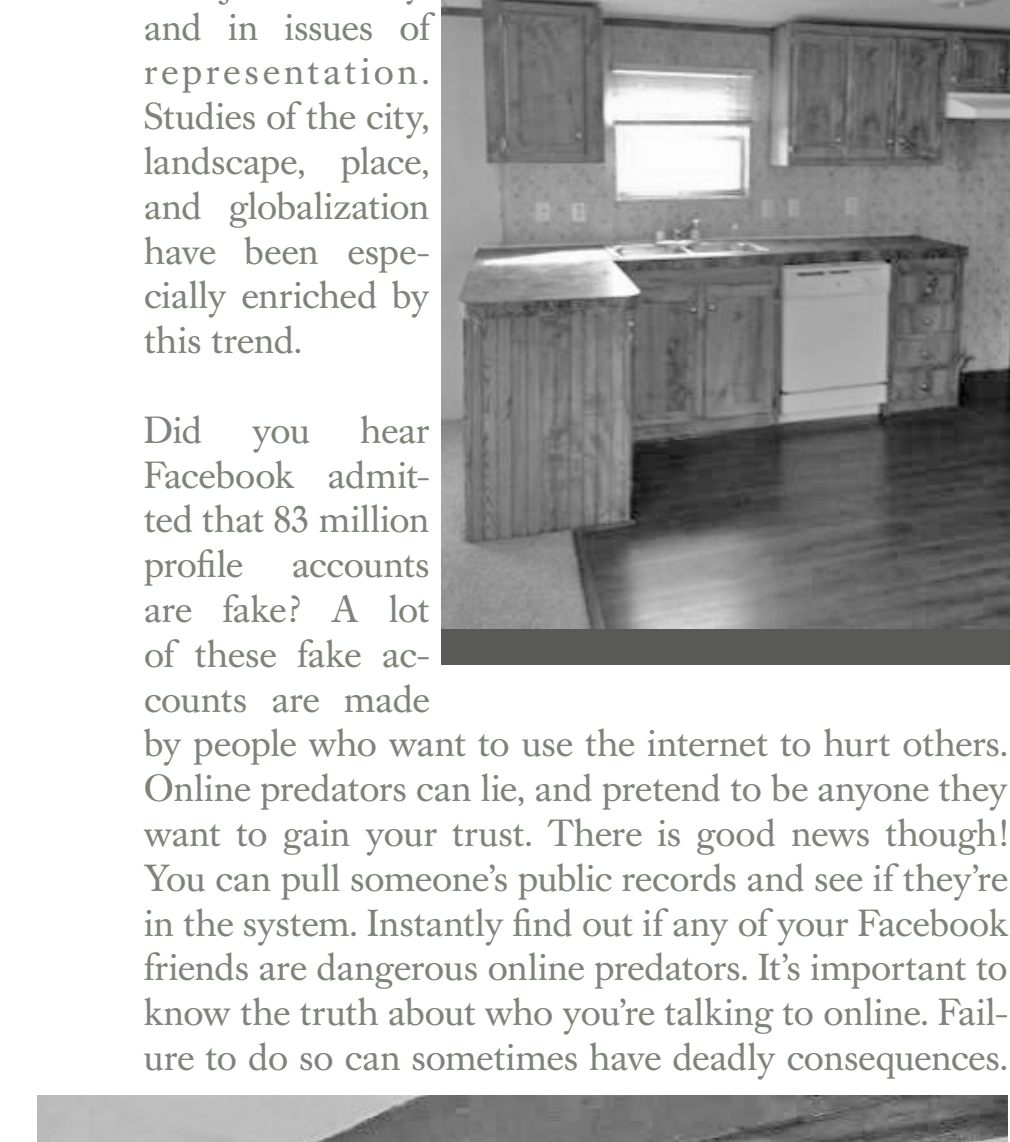 and in issues of
representation.
Studies of the city,
landscape, place,
and globalization
have been espe-
cially enriched by
this trend.
Did you hear
Facebook admit-
ted that 83 million
profile accounts
are fake? A lot
of these fake ac-
counts are made
by people who want to use the internet to hurt others.
Online predators can lie, and pretend to be anyone they
want to gain your trust. There is good news though!
You can pull someone’s public records and see if they’re
in the system. Instantly find out if any of your Facebook
friends are dangerous online predators. It’s important to
know the truth about who you’re talking to online. Fail-
ure to do so can sometimes have deadly consequences.